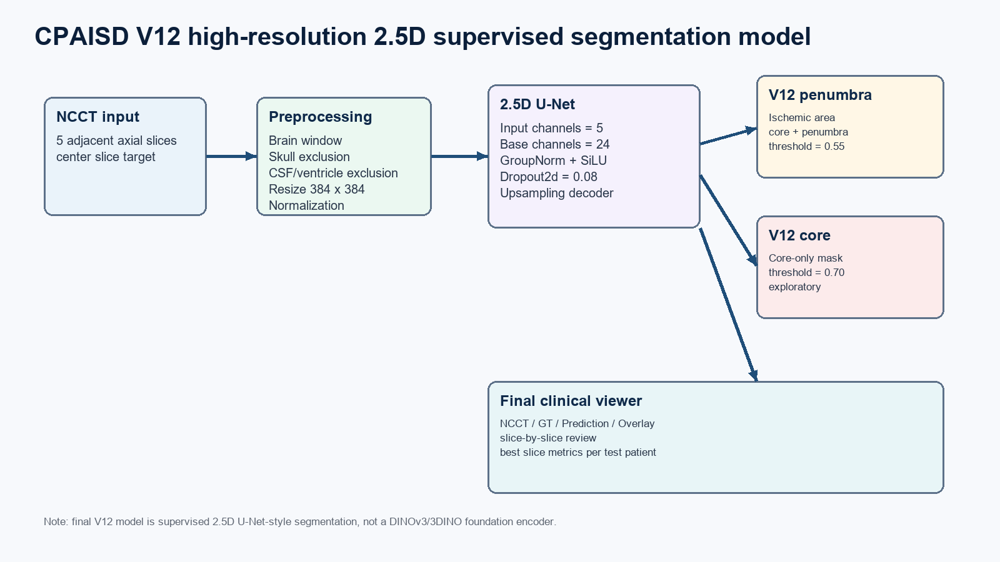 CPAISD V12 high-resolution 2.5D supervised segmentation model
NCCT input
5 adjacent axial slices
center slice target
Preprocessing
Brain window
Skull exclusion
CSF/ventricle exclusion
Resize 384 x 384
Normalization
2.5D U-Net
Input channels = 5
Base channels = 24
GroupNorm + SiLU
Dropout2d = 0.08
Upsampling decoder
V12 penumbra
Ischemic area
core + penumbra
threshold = 0.55
V12 core
Core-only mask
threshold = 0.70
exploratory
Final clinical viewer
NCCT / GT / Prediction / Overlay
slice-by-slice review
best slice metrics per test patient
Note: final V12 model is supervised 2.5D U-Net-style segmentation, not a DINOv3/3DINO foundation encoder.